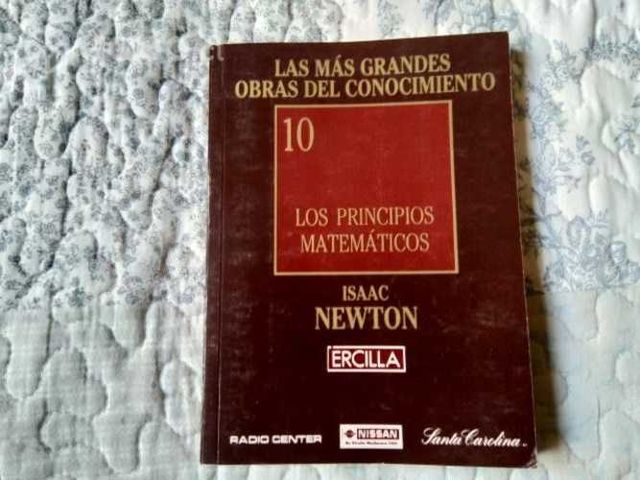 LAS MÁS GRANDES
OBRAS DEL CONOCIMIENTO
10
LOS PRINCIPIOS
MATEMÁTICOS
ISAAC
NEWTON
ERCILLA
RADIO CENTER
NISSAN
Santa Carolina